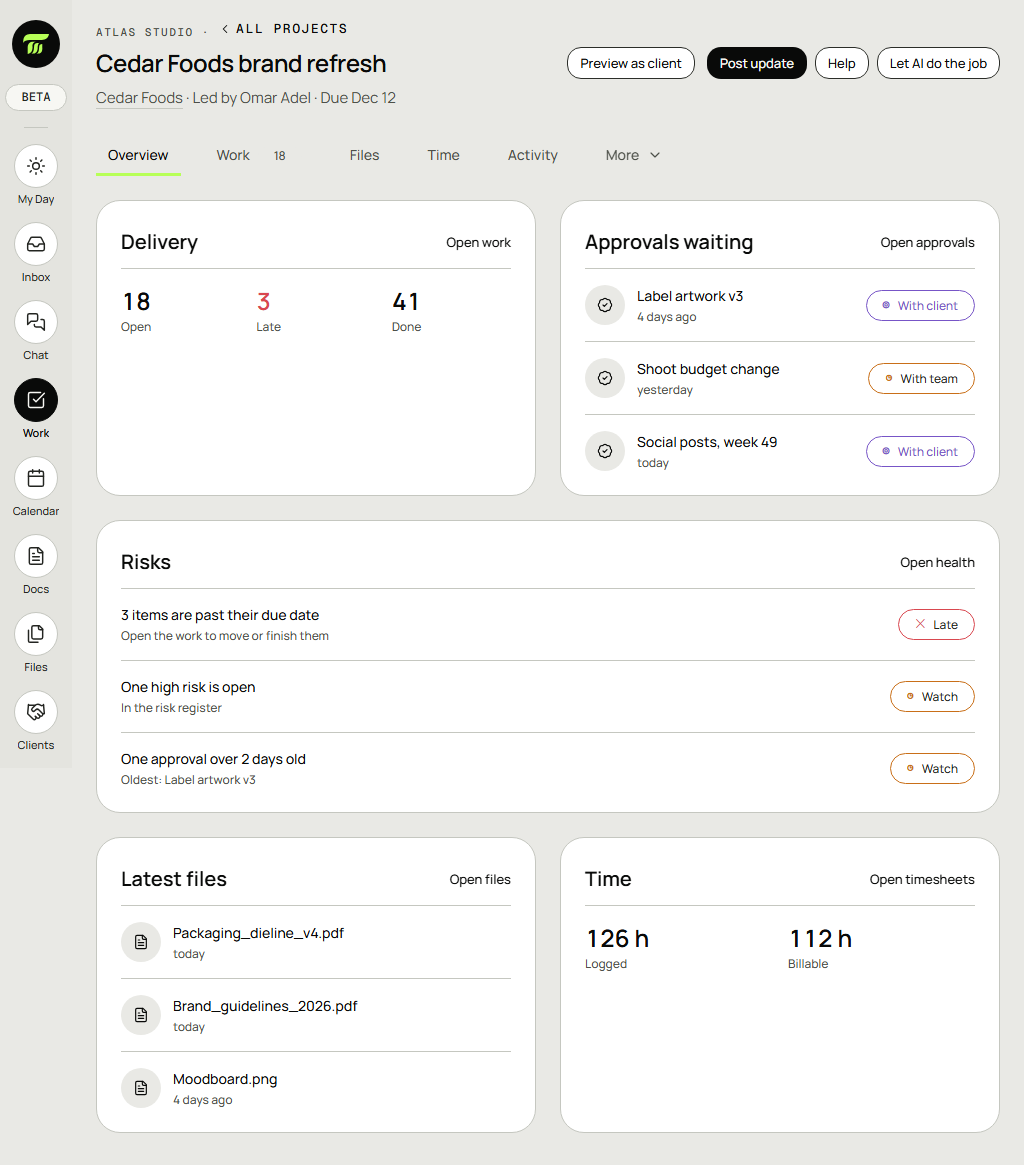 ATLAS STUDIO · ALL PROJECTS
Cedar Foods brand refresh
Cedar Foods · Led by Omar Adel · Due Dec 12
Preview as client
Post update
Help
Let AI do the job
BETA
My Day
Inbox
Chat
Work
Calendar
Docs
Files
Clients
Overview
Work 18
Files
Time
Activity
More
Delivery
Open work
18
Open
3
Late
41
Done
Approvals waiting
Open approvals
Label artwork v3
4 days ago
With client
Shoot budget change
yesterday
With team
Social posts, week 49
today
With client
Risks
Open health
3 items are past their due date
Open the work to move or finish them
Late
One high risk is open
In the risk register
Watch
One approval over 2 days old
Oldest: Label artwork v3
Watch
Latest files
Open files
Packaging_dieline_v4.pdf
today
Brand_guidelines_2026.pdf
today
Moodboard.png
4 days ago
Time
Open timesheets
126 h
Logged
112 h
Billable